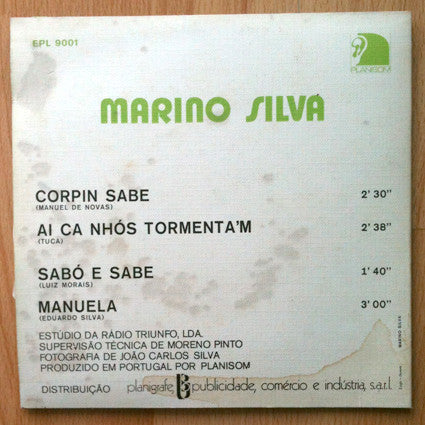 EPL 9001
PLANISOM
MARINO SILVA
CORPIN SABE 2' 30"
(MANUEL DE NOVAS)
AI CA NHÓS TORMENTA'M 2' 38"
(TUCA)
SABÓ E SABE 1' 40"
(LUIZ MORAIS)
MANUELA 3' 00"
(EDUARDO SILVA)
ESTÚDIO DA RÁDIO TRIUNFO, LDA.
SUPERVISÃO TÉCNICA DE MORENO PINTO
FOTOGRAFIA DE JOÃO CARLOS SILVA
PRODUZIDO EM PORTUGAL POR PLANISOM
DISTRIBUIÇÃO planigrafe publicidade, comércio e indústria, s.a.r.l.
MARINO SILVA